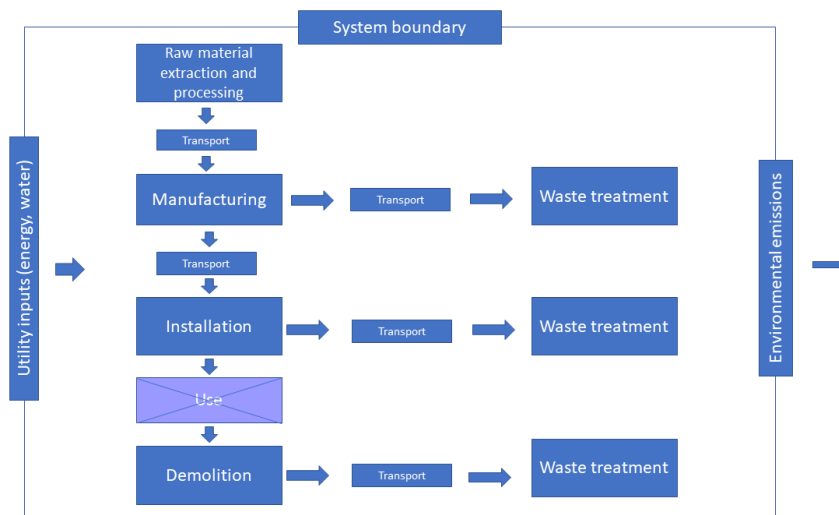 System boundary
Raw material
extraction and
processing
Transport
Utility inputs (energy, water)
Manufacturing
Transport
Waste treatment
Environmental emissions
Transport
Installation
Transport
Waste treatment
Use
Demolition
Transport
Waste treatment